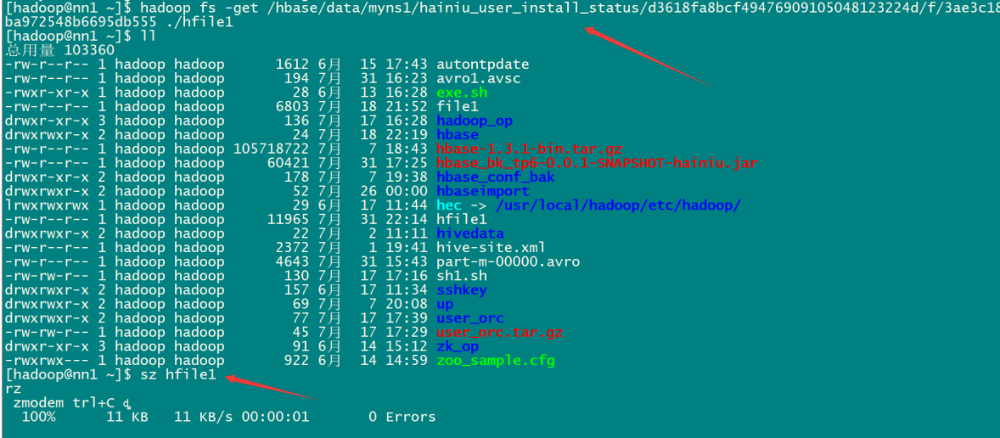 [hadoop@nn1 ~]$ hadoop fs -get /hbase/data/myns1/hainiu_user_install_status/d3618fa8bcf49476909105048123224d/f/3ae3c18
ba972548b6695db555 ./hfile1
[hadoop@nn1 ~]$ ll
总用量 103360
-rw-r--r-- 1 hadoop hadoop 1612 6月 15 17:43 autontpdate
-rw-r--r-- 1 hadoop hadoop 194 7月 31 16:23 avro1.avsc
-rwxr-xr-x 1 hadoop hadoop 28 6月 13 16:28 exe.sh
-rw-r--r-- 1 hadoop hadoop 6803 7月 18 21:52 file1
drwxr-xr-x 3 hadoop hadoop 136 7月 17 16:28 hadoop_op
drwxrwxr-x 2 hadoop hadoop 24 7月 18 22:19 hbase
-rw-rw-r-- 1 hadoop hadoop 105718722 7月 7 18:43 hbase-1.3.1-bin.tar.gz
-rw-rw-r-- 1 hadoop hadoop 60421 7月 31 17:25 hbase_bk_tp6-0.0.1-SNAPSHOT-hainiu.jar
drwxr-xr-x 2 hadoop hadoop 178 7月 7 19:38 hbase_conf_bak
drwxrwxr-x 2 hadoop hadoop 52 7月 26 00:00 hbaseimport
lrwxrwxrwx 1 hadoop hadoop 29 6月 17 11:44 hec -> /usr/local/hadoop/etc/hadoop/
-rw-r--r-- 1 hadoop hadoop 11965 7月 31 22:14 hfile1
drwxrwxr-x 2 hadoop hadoop 22 7月 2 11:11 hivedata
-rw-r--r-- 1 hadoop hadoop 2372 7月 1 19:41 hive-site.xml
-rw-r--r-- 1 hadoop hadoop 4643 7月 31 15:43 part-m-00000.avro
-rw-rw-r-- 1 hadoop hadoop 130 7月 17 17:16 sh1.sh
drwxrwxr-x 2 hadoop hadoop 157 6月 17 11:34 sshkey
drwxrwxr-x 2 hadoop hadoop 69 7月 7 20:08 up
drwxrwxr-x 2 hadoop hadoop 77 7月 17 17:39 user_orc
-rw-rw-r-- 1 hadoop hadoop 45 7月 17 17:29 user_orc.tar.gz
drwxr-xr-x 3 hadoop hadoop 91 6月 14 15:12 zk_op
-rwxrwx--- 1 hadoop hadoop 922 6月 14 14:59 zoo_sample.cfg
[hadoop@nn1 ~]$ sz hfile1
rz
zmodem trl+C
100% 11 KB 11 KB/s 00:00:01 0 Errors